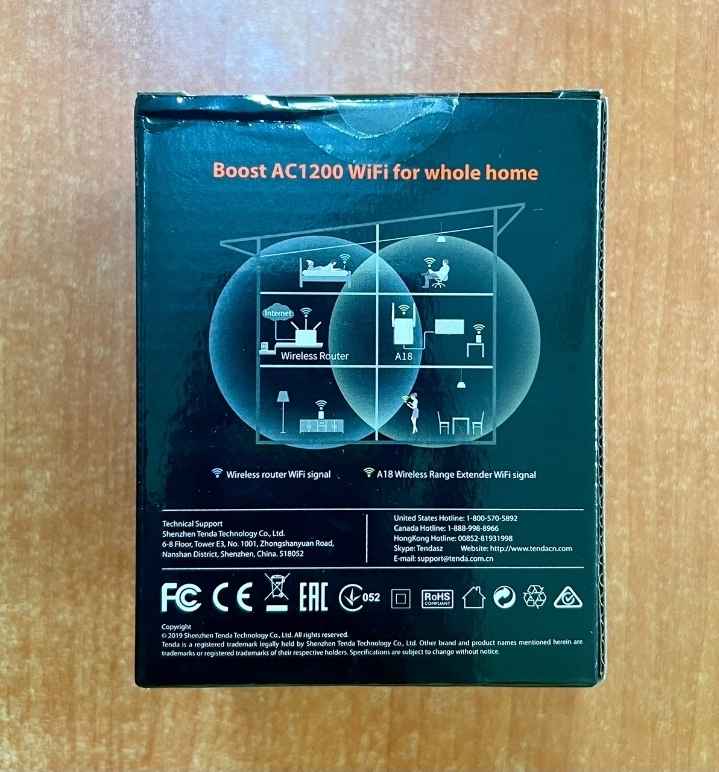 Boost AC1200 WiFi for whole home
Internet
Wireless Router
A18
Wireless router WiFi signal
A18 Wireless Range Extender WiFi signal
Technical Support
Shenzhen Tenda Technology Co., Ltd.
6-8 Floor, Tower E3, No. 1001, Zhongshanyuan Road,
Nanshan District, Shenzhen, China. 518052
United States Hotline: 1-800-570-5892
Canada Hotline: 1-888-998-8966
HongKong Hotline: 00852-81931998
Skype: Tendasz Website: http://www.tendacn.com
E-mail: support@tenda.com.cn
FC CE EAC 052 RoHS
COMPLIANT
Copyright
© 2019 Shenzhen Tenda Technology Co., Ltd. All rights reserved.
Tenda is a registered trademark legally held by Shenzhen Tenda Technology Co., Ltd. Other brand and product names mentioned herein are
trademarks or registered trademarks of their respective holders. Specifications are subject to change without notice.